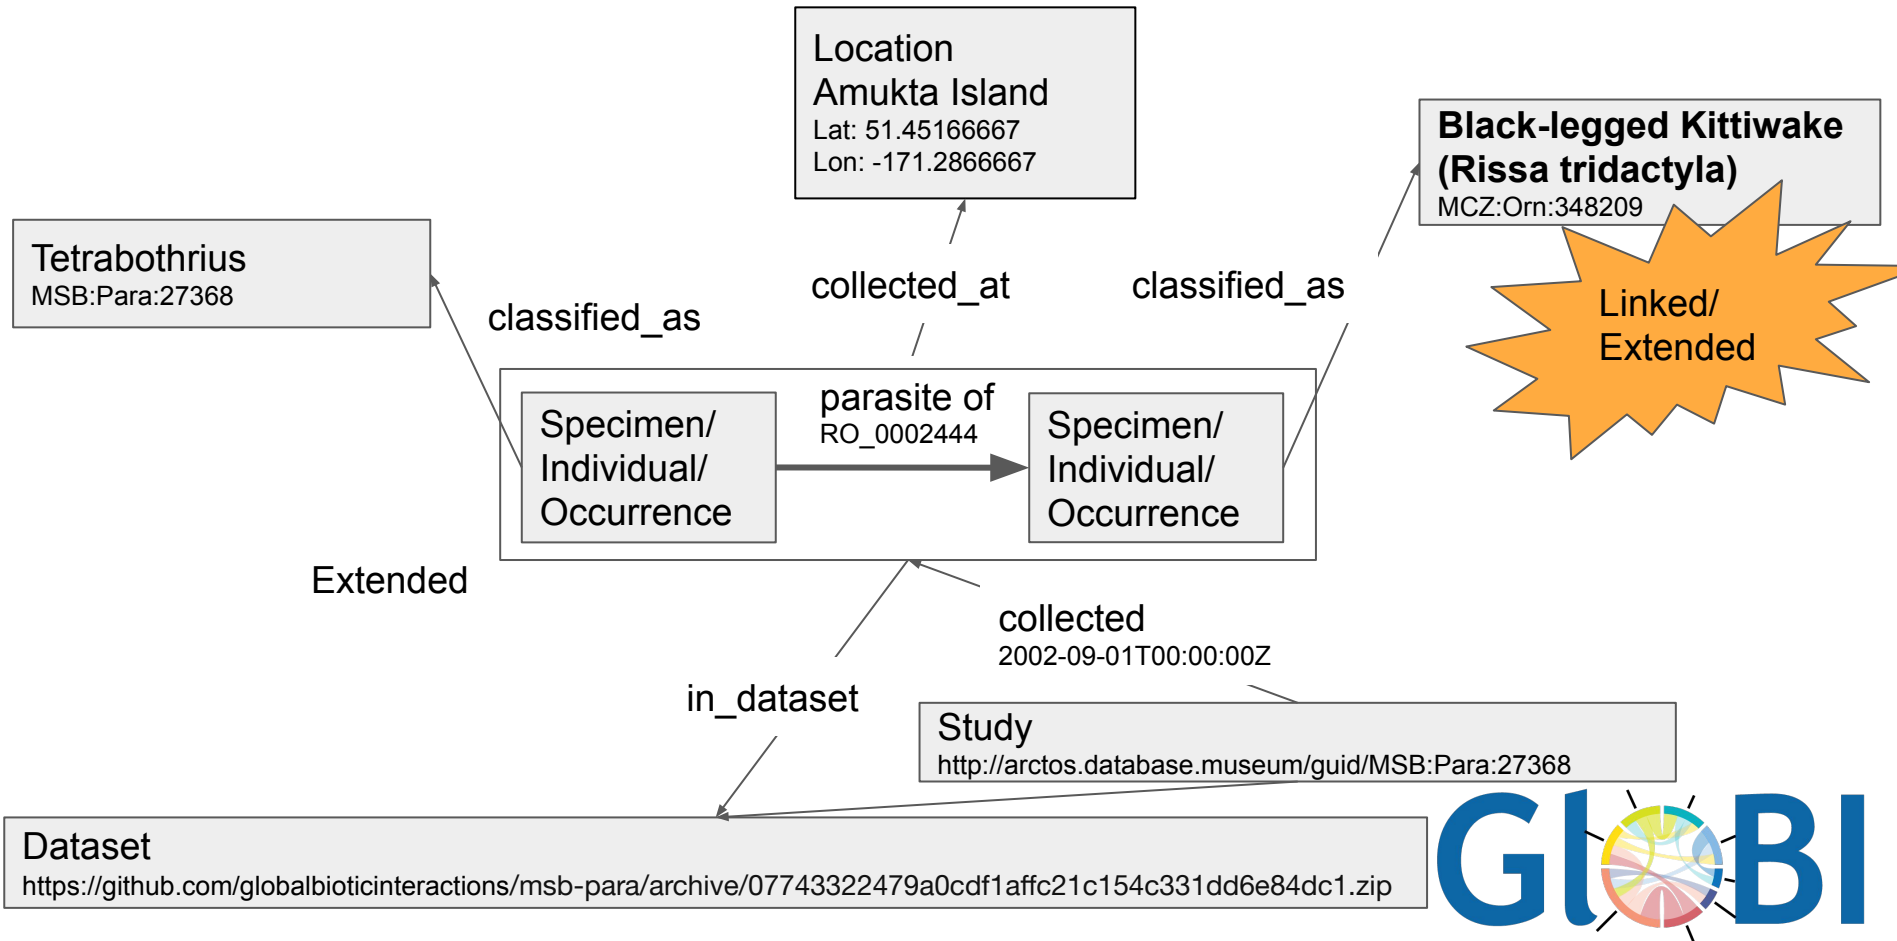 Location
Amukta Island
Lat: 51.45166667
Lon: -171.2866667
Black-legged Kittiwake
(Rissa tridactyla)
MCZ:Orn:348209
Linked/
Extended
Tetrabothrius
MSB:Para:27368
classified_as
collected_at
classified_as
Specimen/
Individual/
Occurrence
parasite of
RO_0002444
Specimen/
Individual/
Occurrence
Extended
collected
2002-09-01T00:00:00Z
in_dataset
Study
http://arctos.database.museum/guid/MSB:Para:27368
Dataset
https://github.com/globalbioticinteractions/msb-para/archive/07743322479a0cdf1affc21c154c331dd6e84dc1.zip
GloBI